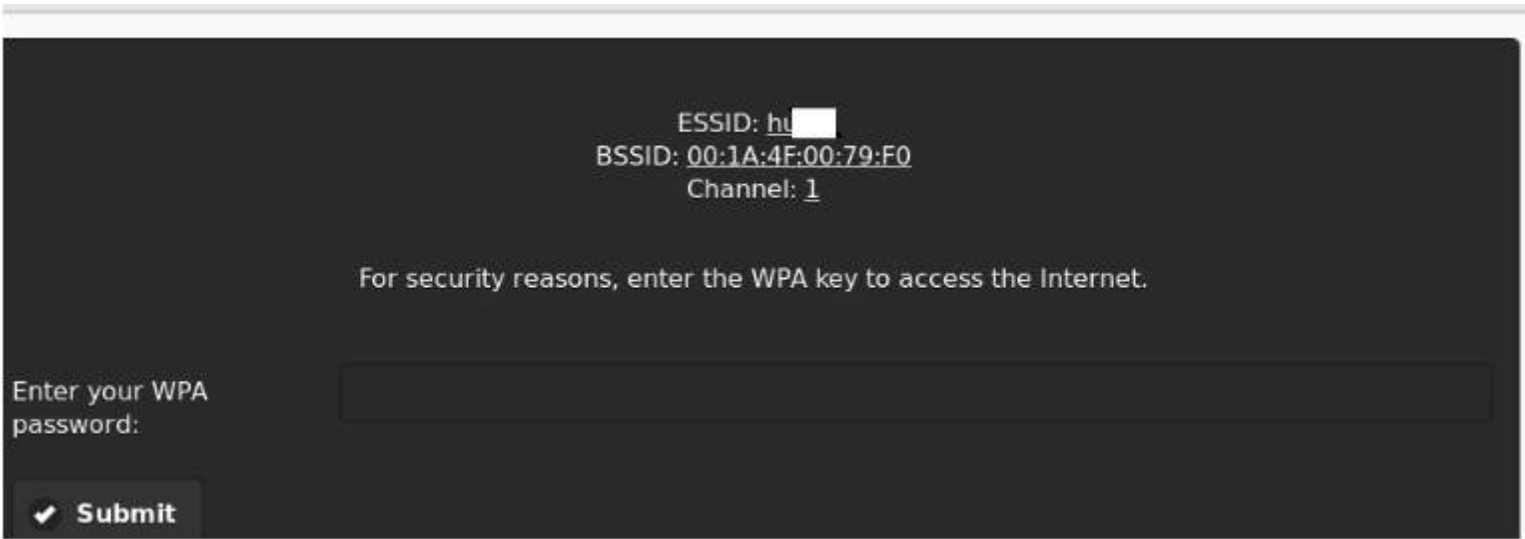 ESSID: hu
BSSID: 00:1A:4F:00:79:F0
Channel: 1
For security reasons, enter the WPA key to access the Internet.
Enter your WPA
password:
Submit